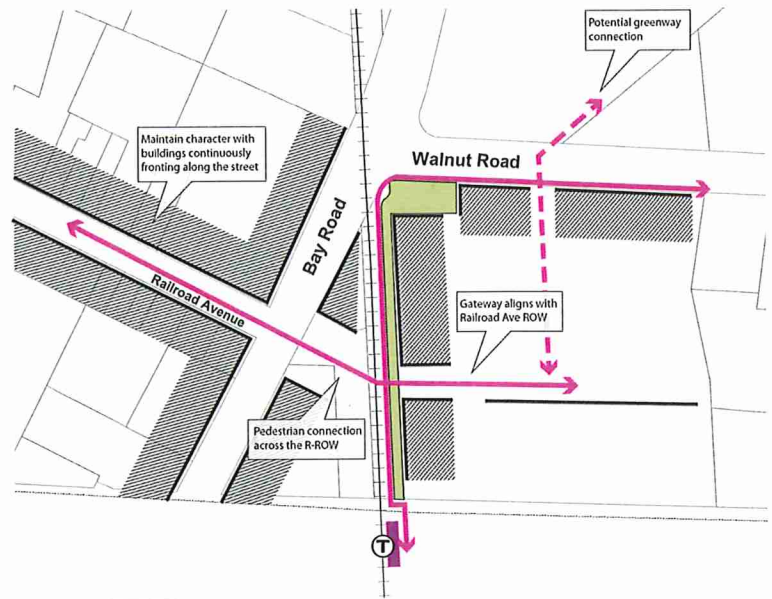 Potential greenway
connection
Maintain character with
buildings continuously
fronting along the street
Walnut Road
Bay Road
Railroad Avenue
Gateway aligns with
Railroad Ave ROW
Pedestrian connection
across the R-ROW
T